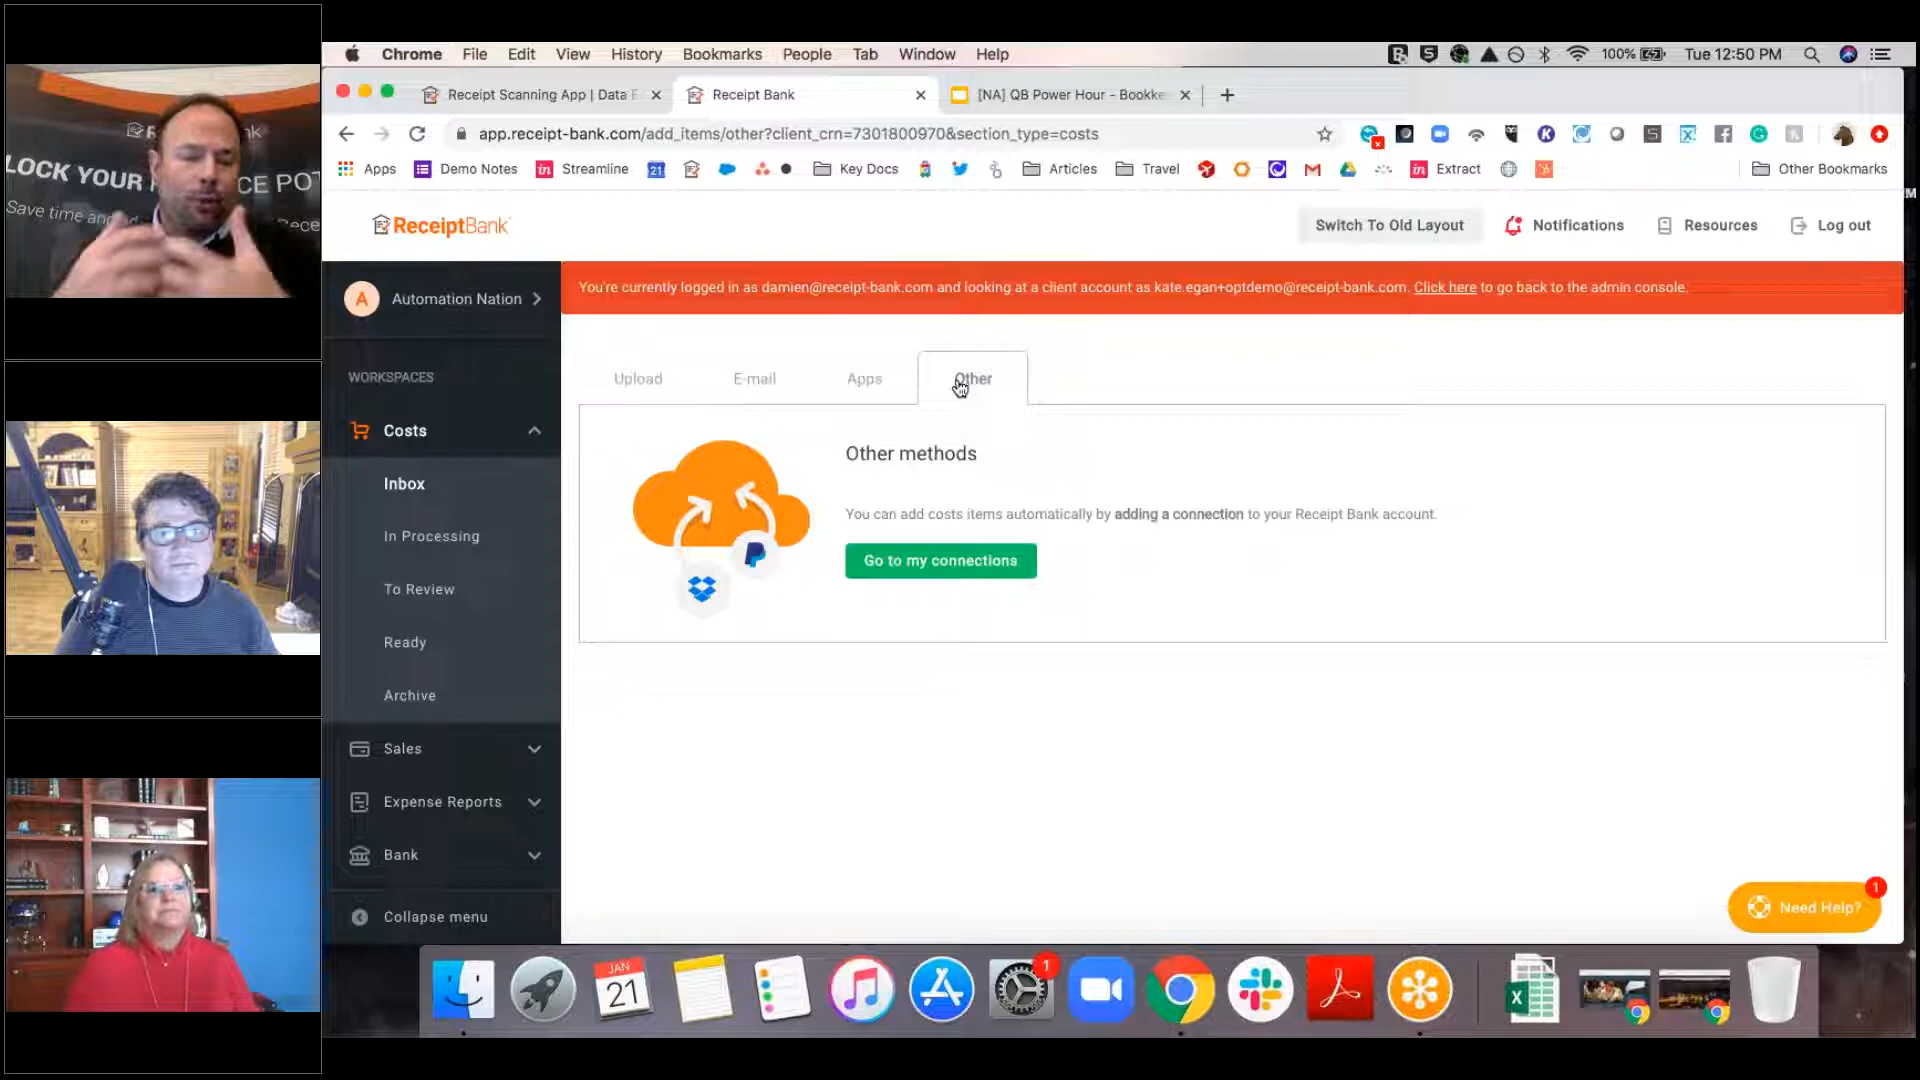 Chrome File Edit View History Bookmarks People Tab Window Help
100% Tue 12:50 PM
Receipt Scanning App | Data E
Receipt Bank
[NA] QB Power Hour - Bookke
app.receipt-bank.com/add_items/other?client_crn=7301800970&section_type=costs
Apps Demo Notes Streamline 21 Key Docs Articles Travel Extract Other Bookmarks
ReceiptBank
Switch To Old Layout Notifications Resources Log out
A Automation Nation
You're currently logged in as damien@receipt-bank.com and looking at a client account as kate.egan+optdemo@receipt-bank.com. Click here to go back to the admin console.
WORKSPACES
Upload E-mail Apps Other
Costs
Other methods
Inbox
You can add costs items automatically by adding a connection to your Receipt Bank account.
In Processing
Go to my connections
To Review
Ready
Archive
Sales
Expense Reports
Bank
Collapse menu
Need Help?
1
JAN
21
1
LOCK YOUR
CE POT
Save time an